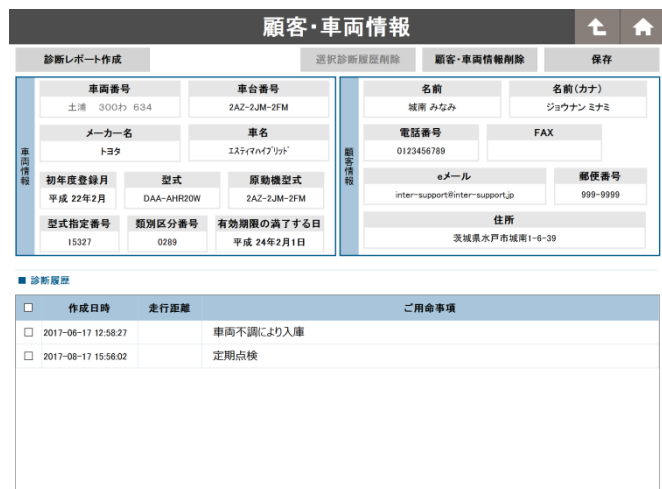 顧客・車両情報
診断レポート作成 選択診断履歴削除 顧客・車両情報削除 保存
車両情報
車両番号 車台番号
土浦 300わ 634 2AZ-2JM-2FM
メーカー名 車名
トヨタ エスティマハイブリッド
初年度登録月 型式 原動機型式
平成 22年2月 DAA-AHR20W 2AZ-2JM-2FM
型式指定番号 類別区分番号 有効期限の満了する日
15327 0289 平成 24年2月1日
顧客情報
名前 名前(カナ)
城南 みなみ ジョウナン ミナミ
電話番号 FAX
0123456789
eメール 郵便番号
inter-support@inter-support.jp 999-9999
住所
茨城県水戸市城南1-6-39
■ 診断履歴
作成日時 走行距離 ご用命事項
2017-06-17 12:58:27 車両不調により入庫
2017-08-17 15:56:02 定期点検